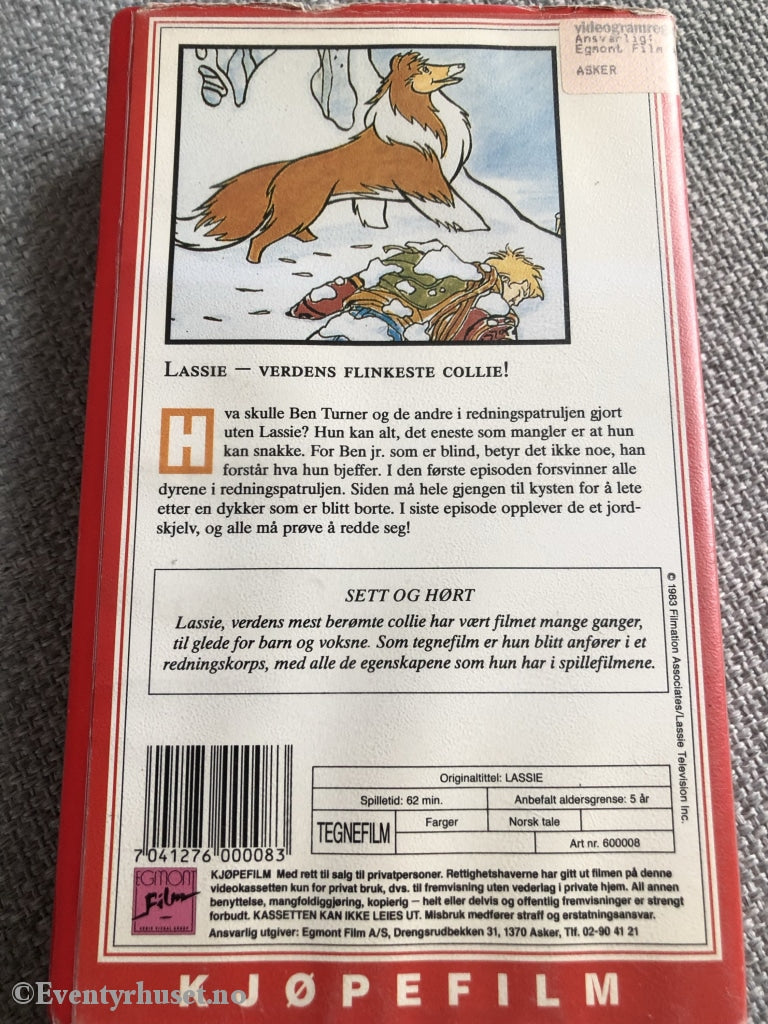 videogramreg
Ansvarlig:
Egmont Film
ASKER
LASSIE — VERDENS FLINKESTE COLLIE!
Hva skulle Ben Turner og de andre i redningspatruljen gjort
uten Lassie? Hun kan alt, det eneste som mangler er at hun
kan snakke. For Ben jr. som er blind, betyr det ikke noe, han
forstår hva hun bjeffer. I den første episoden forsvinner alle
dyrene i redningspatruljen. Siden må hele gjengen til kysten for å lete
etter en dykker som er blitt borte. I siste episode opplever de et jord-
skjelv, og alle må prøve å redde seg!
SETT OG HØRT
Lassie, verdens mest berømte collie har vært filmet mange ganger,
til glede for barn og voksne. Som tegnefilm er hun blitt anfører i et
redningskorps, med alle de egenskapene som hun har i spillefilmene.
© 1983 Filmation Associates/Lassie Television Inc.
Originaltittel: LASSIE
Spilletid: 62 min. Anbefalt aldersgrense: 5 år
TEGNEFILM Farger Norsk tale
Art nr. 600008
7 041276 000083
EGMONT
Film
KJØPEFILM Med rett til salg til privatpersoner. Rettighetshaverne har gitt ut filmen på denne
videokassetten kun for privat bruk, dvs. til fremvisning uten vederlag i private hjem. All annen
benyttelse, mangfoldiggjøring, kopierig – helt eller delvis og offentlig fremvisninger er strengt
forbudt. KASSETTEN KAN IKKE LEIES UT. Misbruk medfører straff og erstatningsansvar.
Ansvarlig utgiver: Egmont Film A/S, Drengsrudbekken 31, 1370 Asker, Tlf. 02-90 41 21
KJØPEFILM
©Eventyrhuset.no